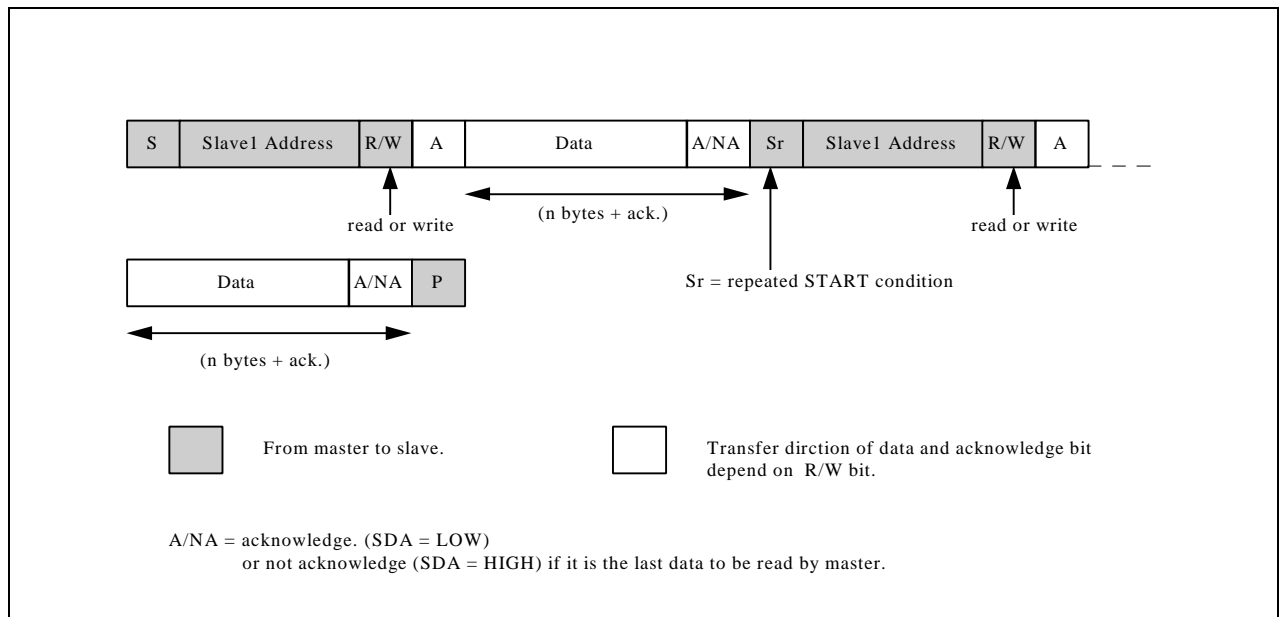 S Slave1 Address R/W A Data A/NA Sr Slave1 Address R/W A
(n bytes + ack.)
read or write
read or write
Data A/NA P
Sr = repeated START condition
(n bytes + ack.)
From master to slave.
Transfer dirction of data and acknowledge bit
depend on R/W bit.
A/NA = acknowledge. (SDA = LOW)
or not acknowledge (SDA = HIGH) if it is the last data to be read by master.